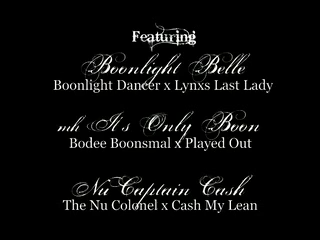 Featuring
Boonlight Belle
Boonlight Dancer x Lynxs Last Lady
mh It's Only Boon
Bodee Boonsmal x Played Out
Nu Captain Cash
The Nu Colonel x Cash My Lean